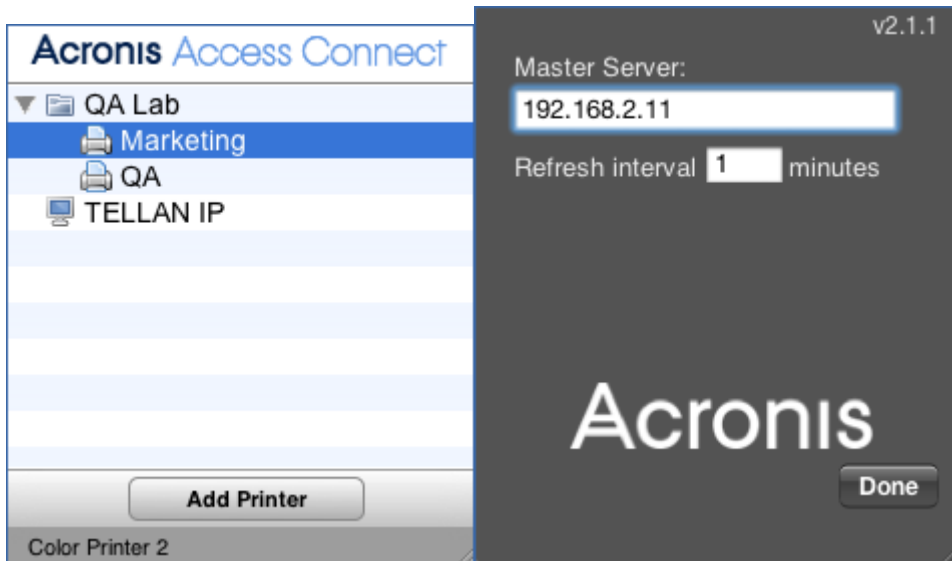 Acronis Access Connect
QA Lab
Marketing
QA
TELLAN IP
Add Printer
Color Printer 2
v2.1.1
Master Server:
192.168.2.11
Refresh interval 1 minutes
Acronis
Done